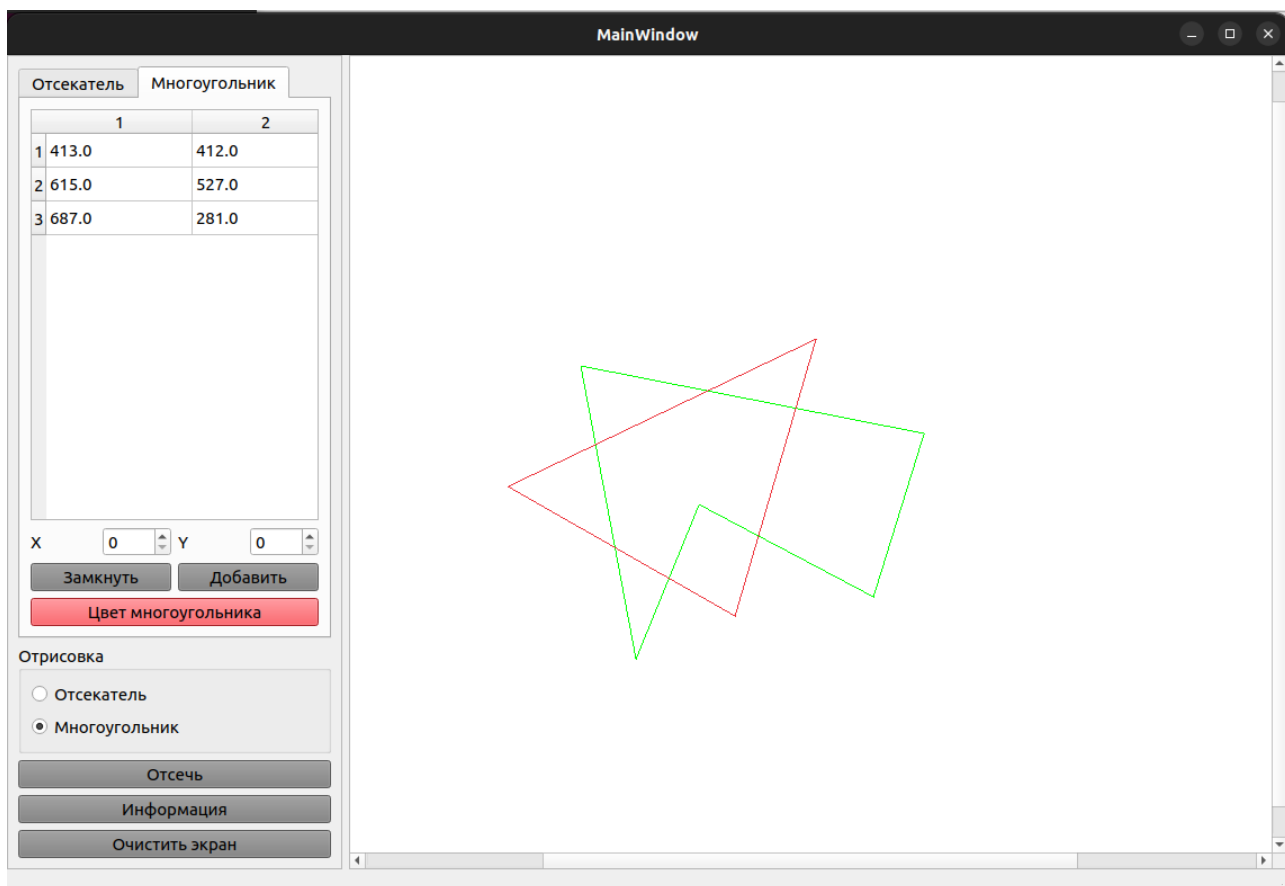 MainWindow
Отсекатель Многоугольник
1 2
1 413.0 412.0
2 615.0 527.0
3 687.0 281.0
X 0 Y 0
Замкнуть Добавить
Цвет многоугольника
Отрисовка
Отсекатель
Многоугольник
Отсечь
Информация
Очистить экран